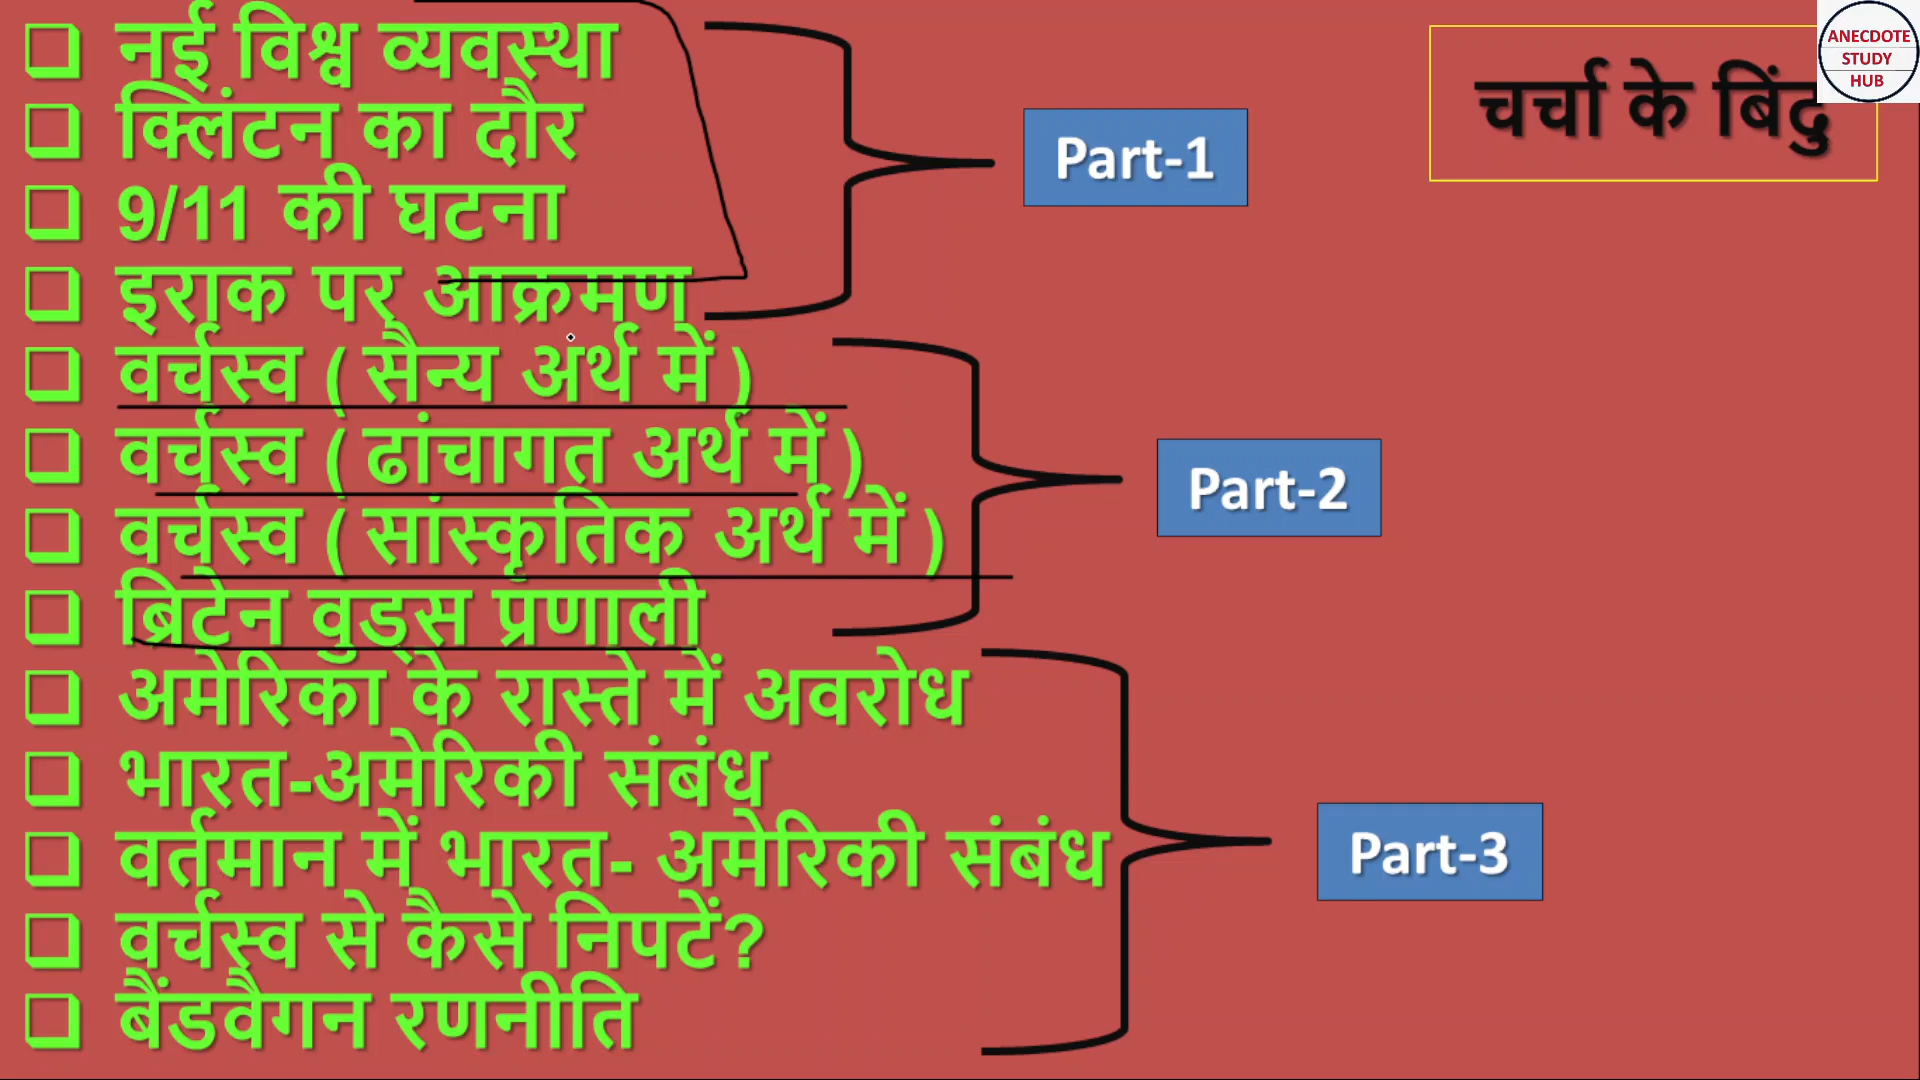 नई विश्व व्यवस्था
क्लिंटन का दौर
9/11 की घटना
इराक पर आक्रमण
Part-1
वर्चस्व ( सैन्य अर्थ में )
वर्चस्व ( ढांचागत अर्थ में )
वर्चस्व ( सांस्कृतिक अर्थ में )
ब्रिटेन वुड्स प्रणाली
Part-2
अमेरिका के रास्ते में अवरोध
भारत-अमेरिकी संबंध
वर्तमान में भारत- अमेरिकी संबंध
वर्चस्व से कैसे निपटें?
बैंडवैगन रणनीति
Part-3
चर्चा के बिंदु
ANECDOTE
STUDY
HUB